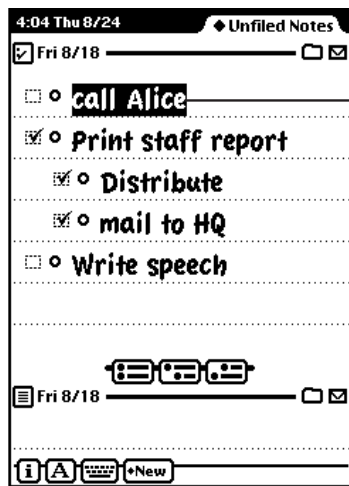 4:04 Thu 8/24
◆Unfiled Notes
Fri 8/18
call Alice
Print staff report
Distribute
mail to HQ
Write speech
Fri 8/18
i A ◆New